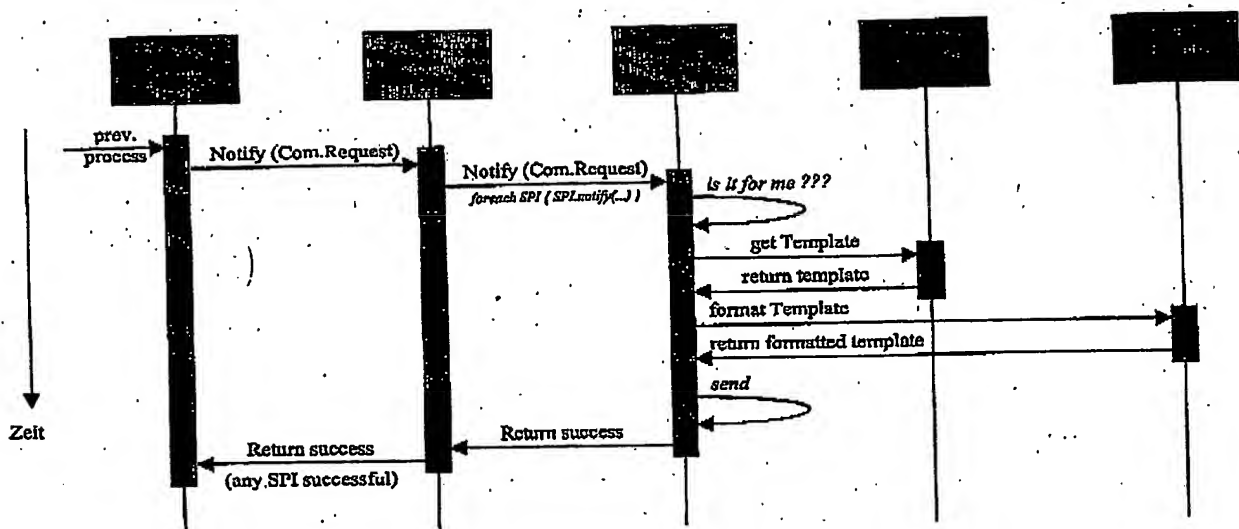 prev.
process
Notify (Com.Request)
Notify (Com.Request)
foreach SPI { SPI.notify(...) }
is it for me ???
get Template
return template
format Template
return formatted template
send
Return success
Return success
(any SPI successful)
Zeit